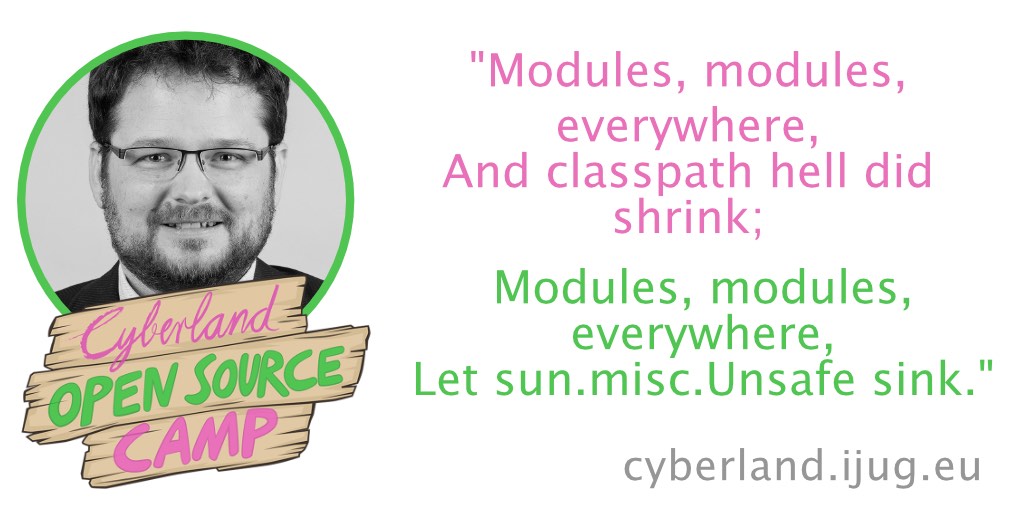 "Modules, modules,
everywhere,
And classpath hell did
shrink;
Modules, modules,
everywhere,
Let sun.misc.Unsafe sink."
Cyberland
OPEN SOURCE
CAMP
cyberland.ijug.eu